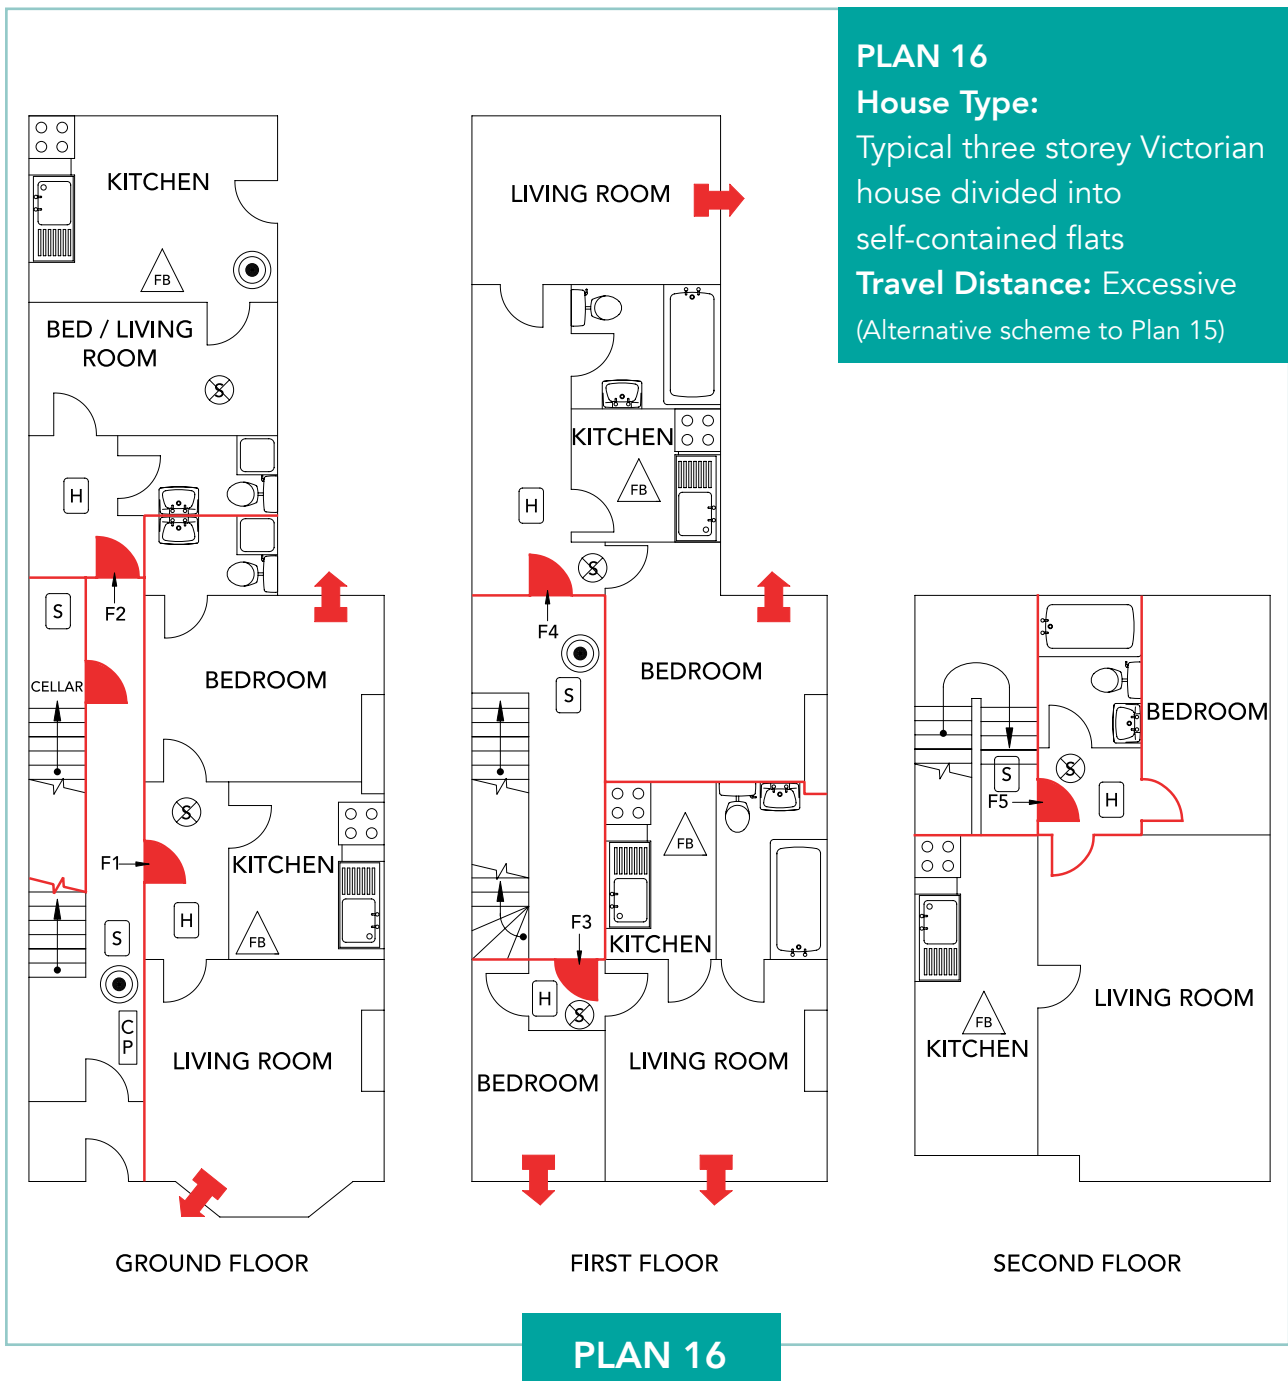 PLAN 16
House Type:
Typical three storey Victorian
house divided into
self-contained flats
Travel Distance: Excessive
(Alternative scheme to Plan 15)
KITCHEN
FB
BED / LIVING
ROOM
S
H
S
F2
CELLAR
BEDROOM
S
F1
KITCHEN
H
FB
S
C
P
LIVING ROOM
GROUND FLOOR
LIVING ROOM
KITCHEN
FB
H
S
F4
BEDROOM
S
FB
F3
KITCHEN
H
S
LIVING ROOM
BEDROOM
FIRST FLOOR
BEDROOM
S
S
F5
H
LIVING ROOM
FB
KITCHEN
SECOND FLOOR
PLAN 16